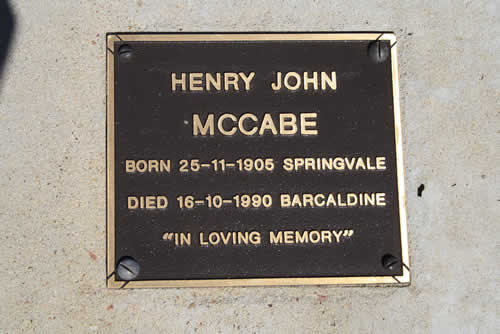 HENRY JOHN
MCCABE
BORN 25-11-1905 SPRINGVALE
DIED 16-10-1990 BARCALDINE
"IN LOVING MEMORY"